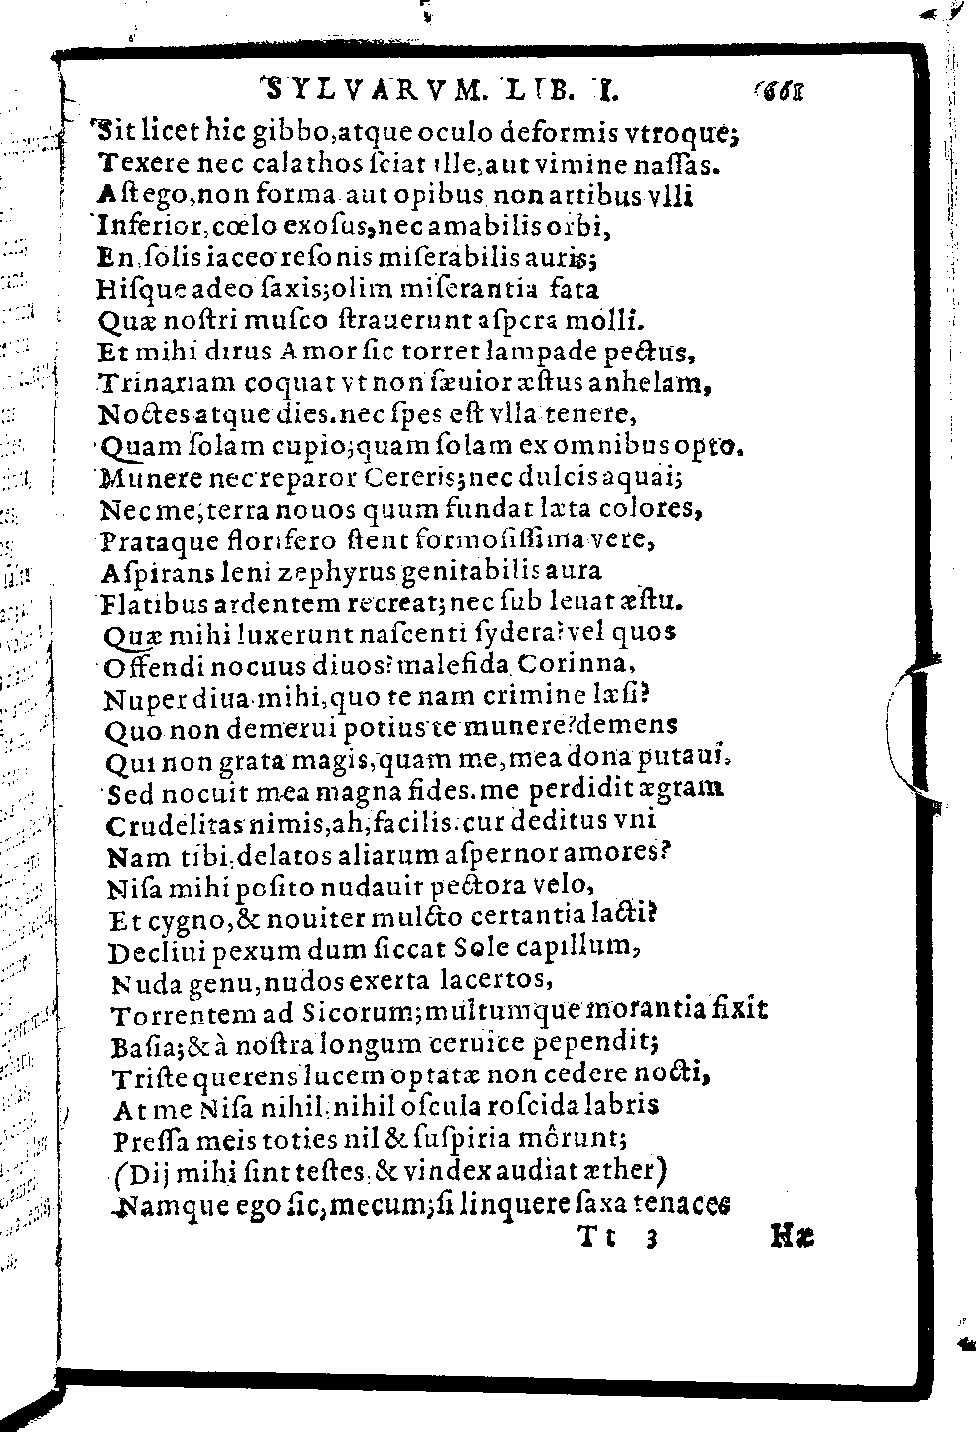 SYLVARVM. LIB. I. 661
Sit licet hic gibbo,atque oculo deformis vtroque;
Texere nec calathos ſciat ille,aut vimine naſſas.
Aſt ego,non forma aut opibus non artibus vlli
Inferior,cœlo exoſus,nec amabilis orbi,
En ſolis iaceo reſonis miſerabilis auris;
Hiſque adeo ſaxis;olim miſerantia fata
Quæ noſtri muſco ſtrauerunt aſpera molli.
Et mihi dirus Amor ſic torret lampade pectus,
Trinariam coquat vt non ſæuior æſtus anhelam,
Noctes atque dies.nec ſpes eſt vlla tenere,
Quam ſolam cupio;quam ſolam ex omnibus opto.
Munere nec reparor Cereris;nec dulcis aquai;
Nec me;terra nouos quum fundat læta colores,
Prataque florifero ſtent formoſiſſima vere,
Aſpirans leni zephyrus genitabilis aura
Flatibus ardentem recreat;nec ſub leuat æſtu.
Quæ mihi luxerunt naſcenti ſydera?vel quos
Offendi nocuus diuos?malefida Corinna,
Nuper diua mihi,quo te nam crimine læſi?
Quo non demerui potius te munere?demens
Qui non grata magis,quam me,mea dona putaui.
Sed nocuit mea magna fides.me perdidit ægram
Crudelitas nimis,ah,facilis.cur deditus vni
Nam tibi delatos aliarum aſpernor amores?
Niſa mihi poſito nudauit pectora velo,
Et cygno,& nouiter mulcto certantia lacti?
Decliui pexum dum ſiccat Sole capillum,
Nuda genu,nudos exerta lacertos,
Torrentem ad Sicorum;multumque morantia fixit
Baſia;& à noſtra longum ceruice pependit;
Triſte querens lucem optatæ non cedere nocti,
At me Niſa nihil.nihil oſcula roſcida labris
Preſſa meis toties nil & ſuſpiria môrunt;
(Dij mihi ſint teſtes,& vindex audiat æther)
Namque ego ſic,mecum;ſi linquere ſaxa tenaces
Tt 3 Hæ